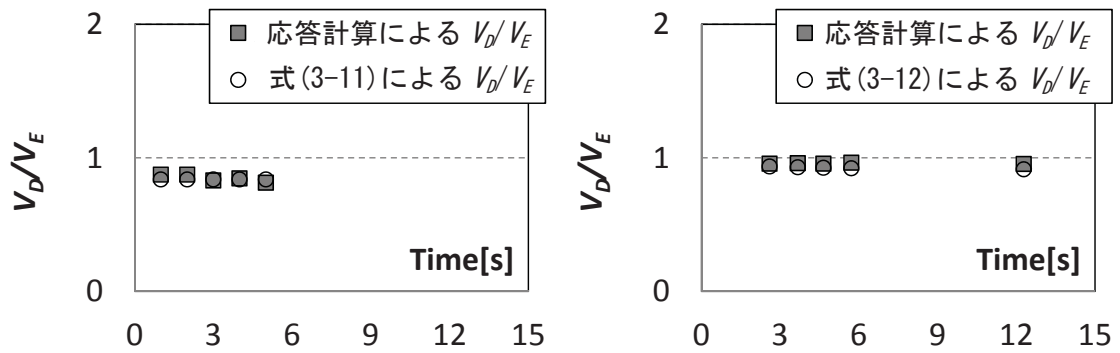 2
1
0
V_D/V_E
■ 応答計算による V_D/V_E
○ 式(3-11)による V_D/V_E
Time[s]
0 3 6 9 12 15
2
1
0
V_D/V_E
■ 応答計算による V_D/V_E
○ 式(3-12)による V_D/V_E
Time[s]
0 3 6 9 12 15